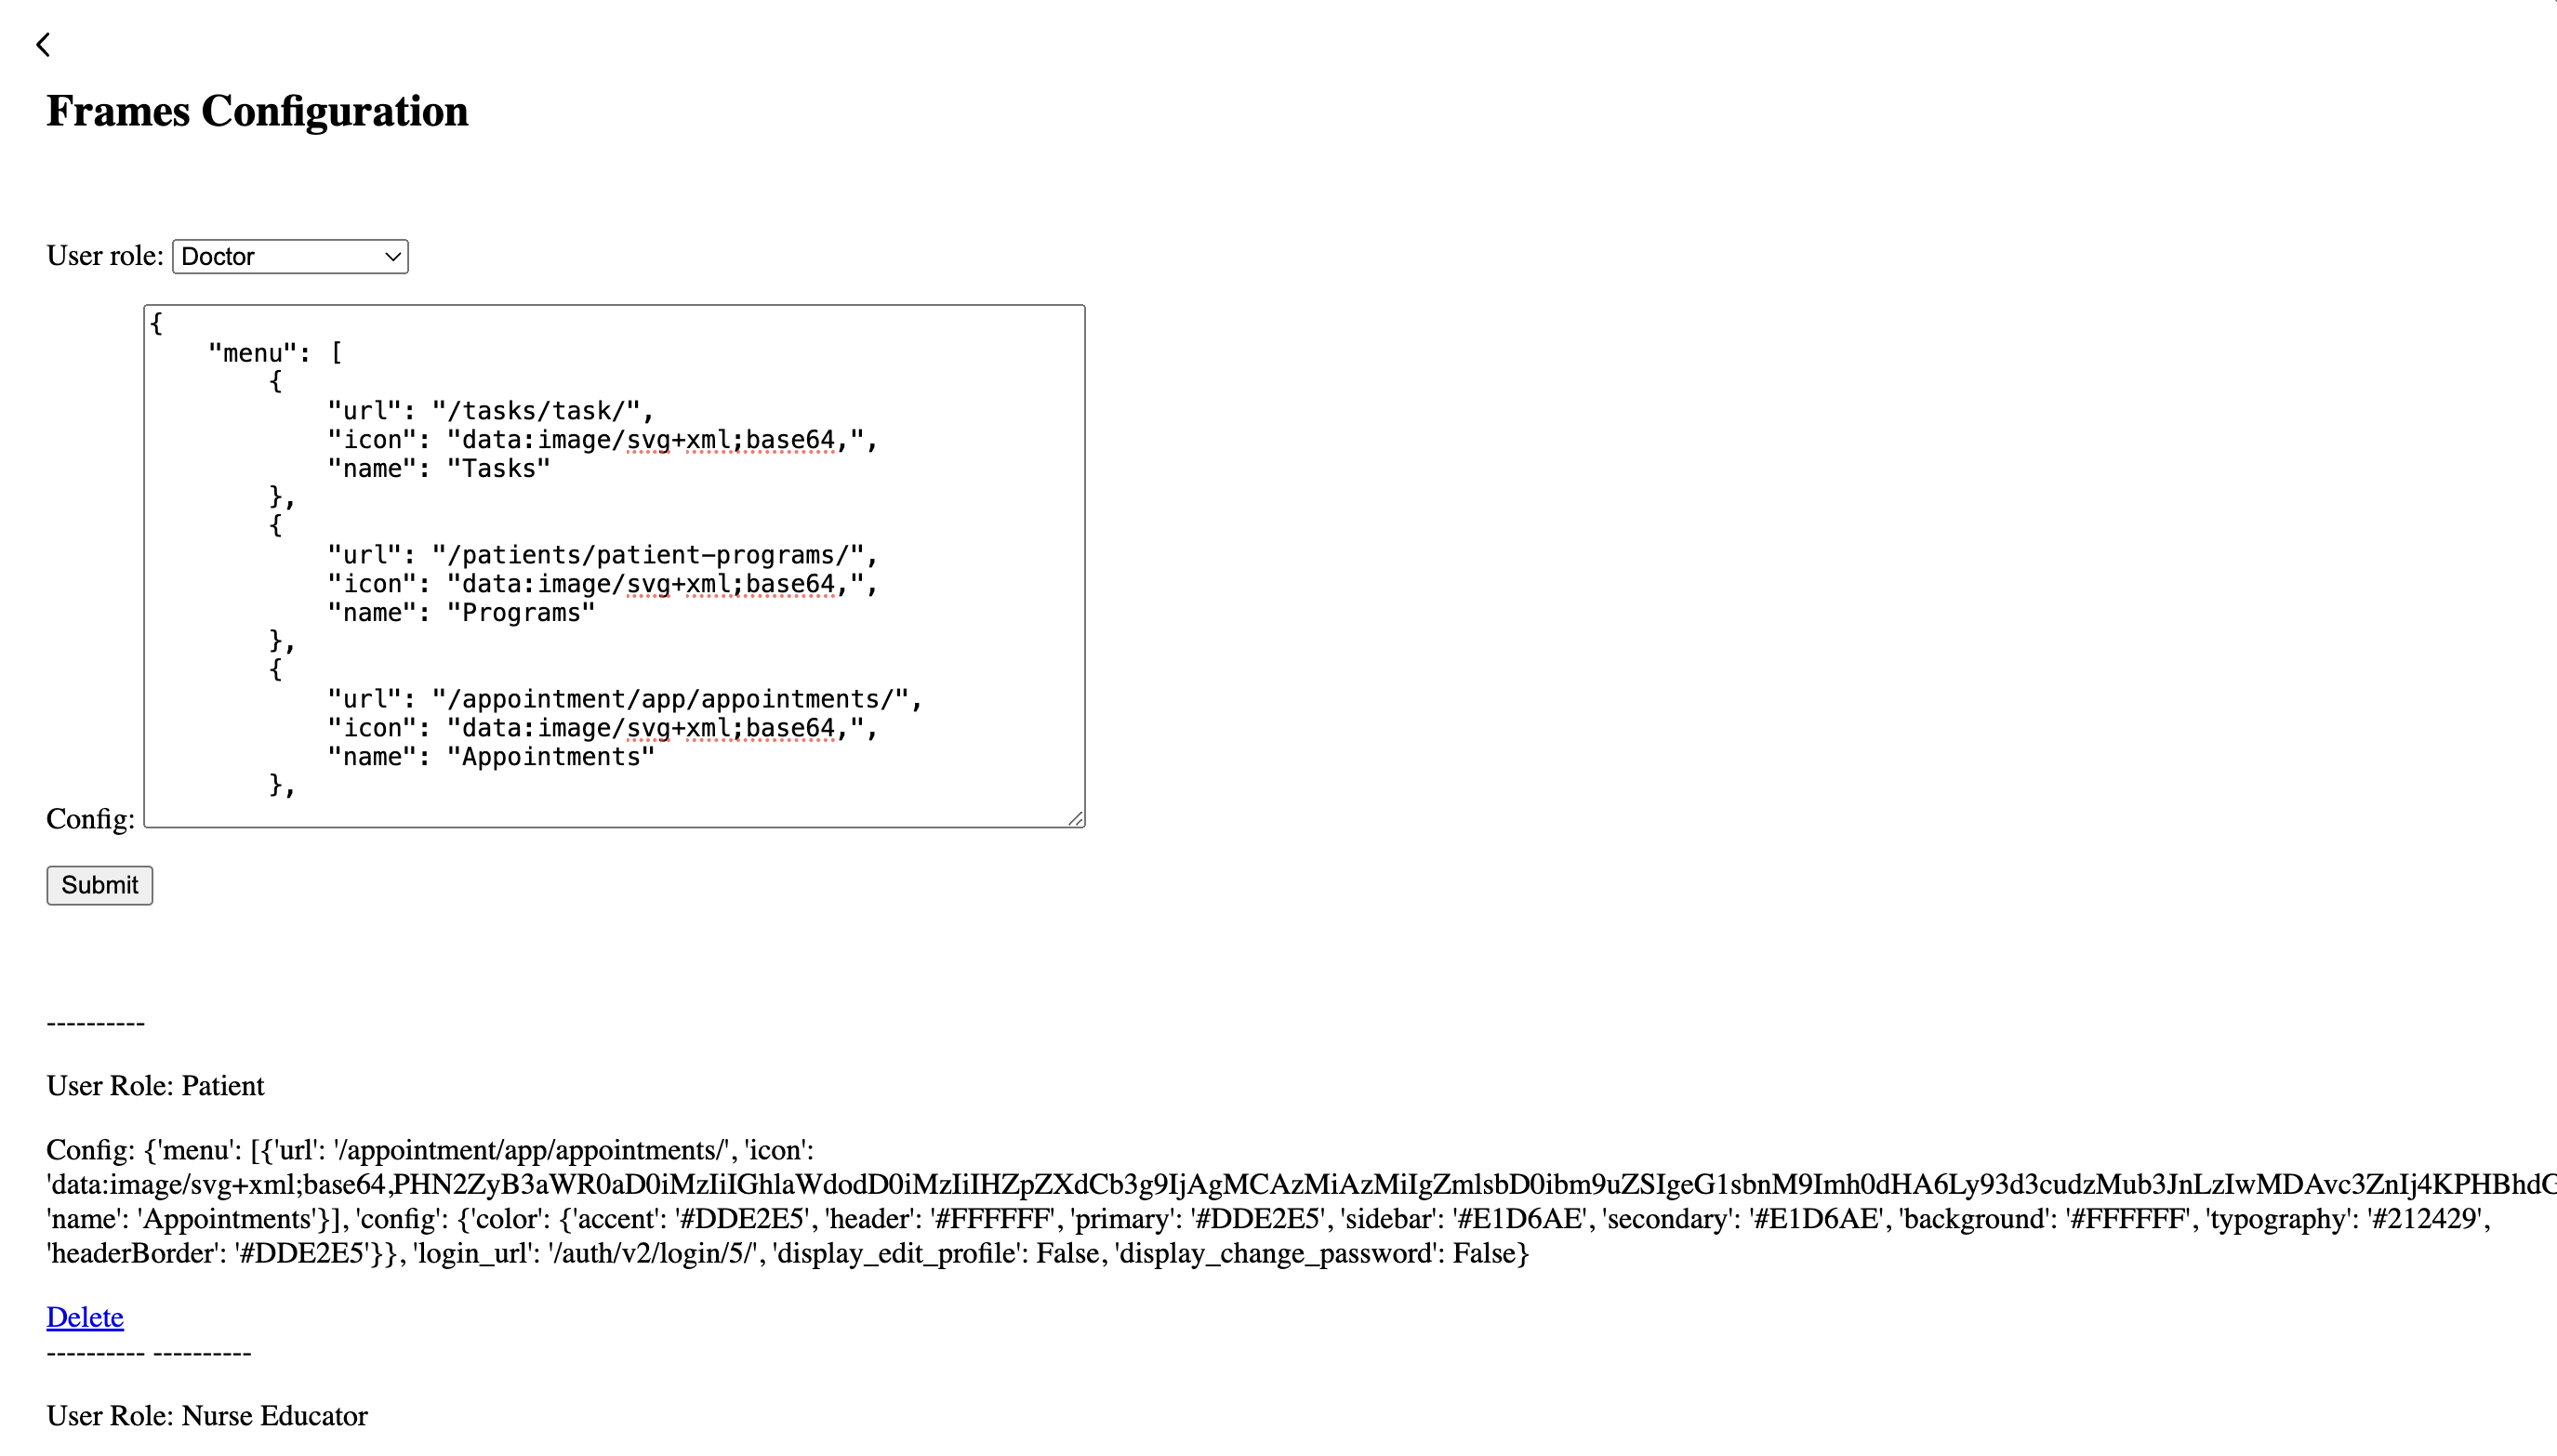 Frames Configuration
User role: Doctor
{
    "menu": [
        {
            "url": "/tasks/task/",
            "icon": "data:image/svg+xml;base64,",
            "name": "Tasks"
        },
        {
            "url": "/patients/patient-programs/",
            "icon": "data:image/svg+xml;base64,",
            "name": "Programs"
        },
        {
            "url": "/appointment/app/appointments/",
            "icon": "data:image/svg+xml;base64,",
            "name": "Appointments"
        },
Config:
Submit
----------
User Role: Patient
Config: {'menu': [{'url': '/appointment/app/appointments/', 'icon':
'data:image/svg+xml;base64,PHN2ZyB3aWR0aD0iMzIiIGhlaWdodD0iMzIiIHZpZXdCb3g9IjAgMCAzMiAzMiIgZmlsbD0ibm9uZSIgeG1sbnM9Imh0dHA6Ly93d3cudzMub3JnLzIwMDAvc3ZnIj4KPHBhdG
'name': 'Appointments'}], 'config': {'color': {'accent': '#DDE2E5', 'header': '#FFFFFF', 'primary': '#DDE2E5', 'sidebar': '#E1D6AE', 'secondary': '#E1D6AE', 'background': '#FFFFFF', 'typography': '#212429',
'headerBorder': '#DDE2E5'}}, 'login_url': '/auth/v2/login/5/', 'display_edit_profile': False, 'display_change_password': False}
Delete
---------- ----------
User Role: Nurse Educator